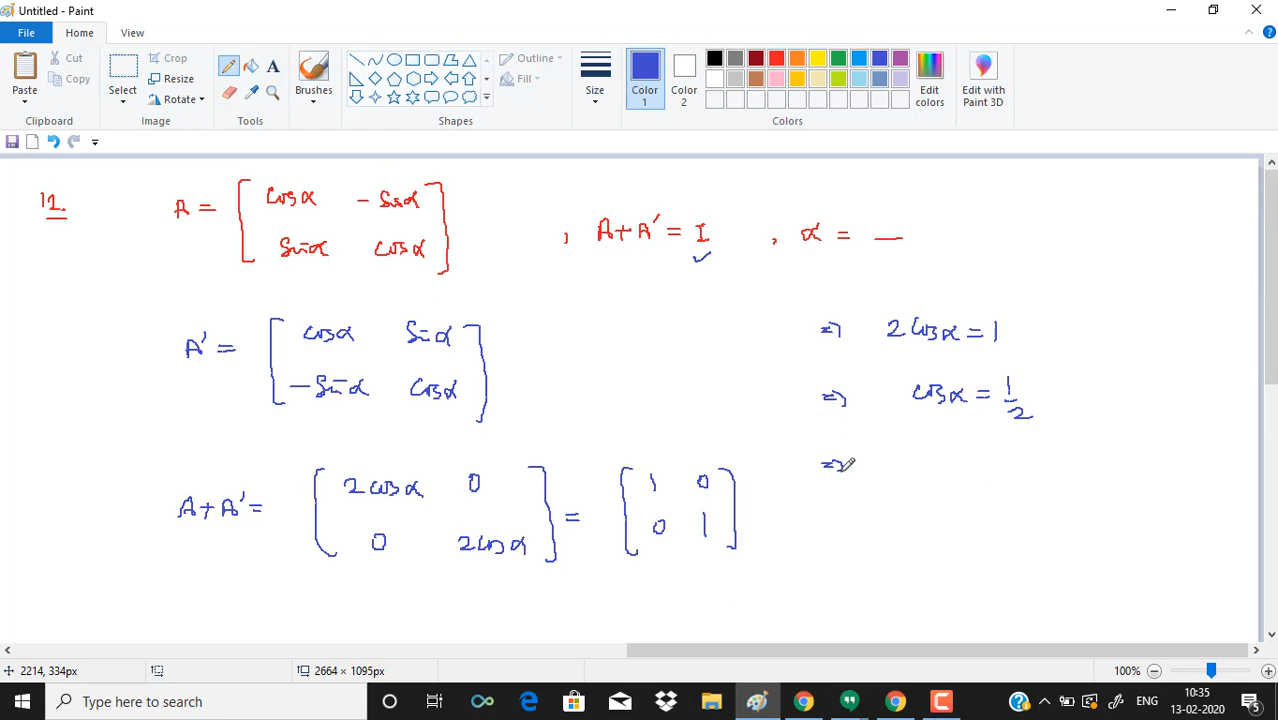 Untitled - Paint
File Home View
Paste Cut Copy Clipboard
Select Crop Resize Rotate Image
Tools
Brushes
Outline Fill Shapes
Size
Color 1 Color 2 Edit colors Edit with Paint 3D Colors
11. A = [ cosα - sinα
sinα cosα ] , A+A' = I , α = __
A' = [ cosα sinα
- sinα cosα ]
=> 2cosα = 1
=> cosα = 1/2
=>
A+A' = [ 2cosα 0
0 2cosα ] = [ 1 0
0 1 ]
2214, 334px 2664 × 1095px 100%
Type here to search ENG 10:35 13-02-2020 5